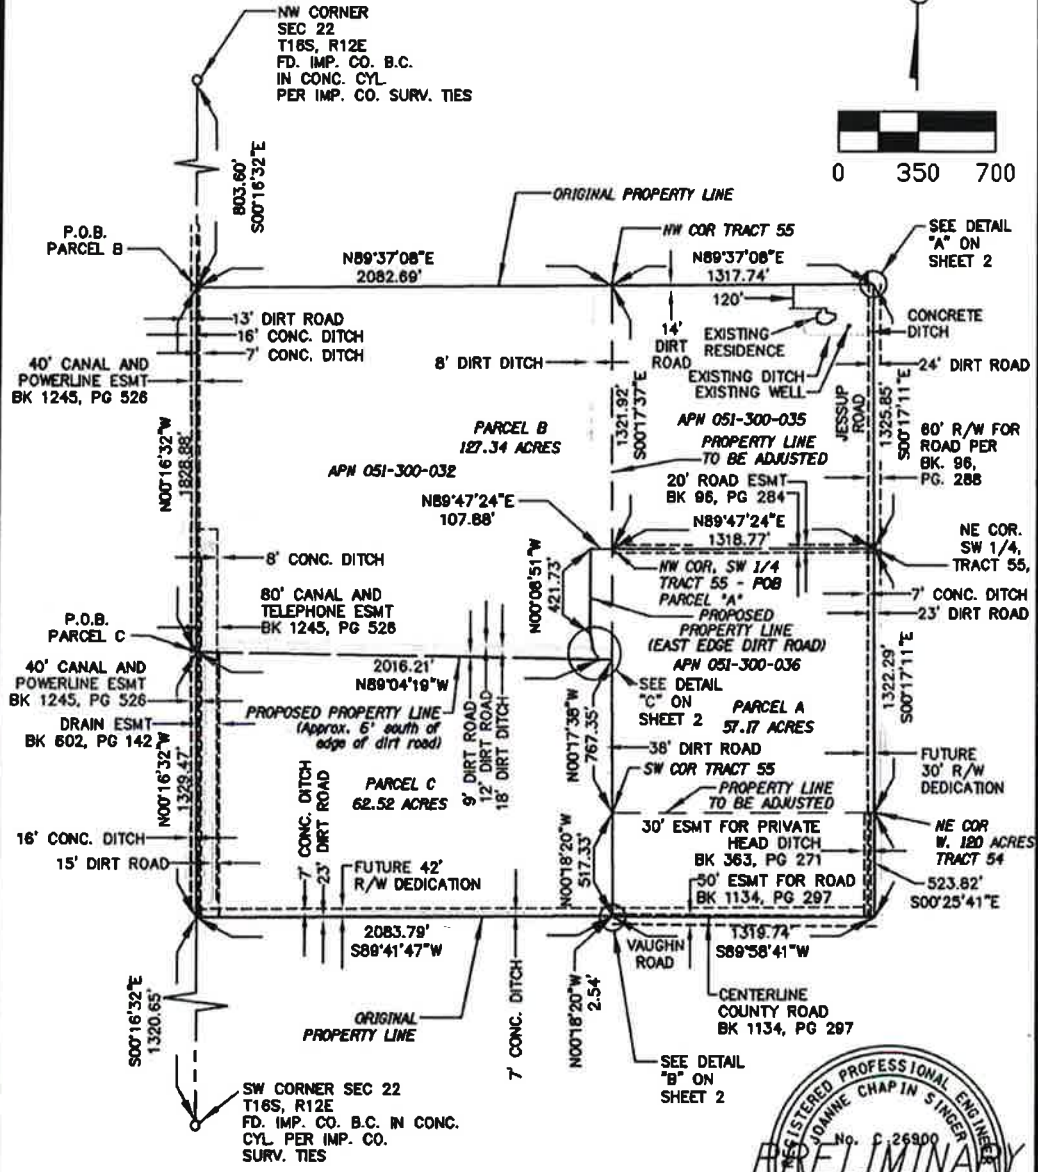 NW CORNER
SEC 22
T16S, R12E
FD. IMP. CO. B.C.
IN CONC. CYL.
PER IMP. CO. SURV. TIES
0 350 700
803.60'
S00°16'32"E
ORIGINAL PROPERTY LINE
P.O.B.
PARCEL B
NW COR TRACT 55
SEE DETAIL
"A" ON
SHEET 2
N89°37'08"E
2082.69'
N89°37'08"E
1317.74'
120'
13' DIRT ROAD
16' CONC. DITCH
7' CONC. DITCH
14'
DIRT
ROAD
EXISTING
RESIDENCE
CONCRETE
DITCH
40' CANAL AND
POWERLINE ESMT
BK 1245, PG 526
8' DIRT DITCH
EXISTING DITCH
EXISTING WELL
24' DIRT ROAD
1321.92'
S00°17'37"E
JESSUP
ROAD
1325.85'
S00°17'11"E
N00°16'32"W
1828.88'
PARCEL B
127.34 ACRES
APN 051-300-032
APN 051-300-035
PROPERTY LINE
TO BE ADJUSTED
60' R/W FOR
ROAD PER
BK. 96,
PG. 288
20' ROAD ESMT
BK 96, PG 284
N89°47'24"E
107.88'
N89°47'24"E
1318.77'
NE COR.
SW 1/4,
TRACT 55,
8' CONC. DITCH
N00°08'51"W
421.73'
NW COR, SW 1/4
TRACT 55 - POB
PARCEL "A"
7' CONC. DITCH
23' DIRT ROAD
80' CANAL AND
TELEPHONE ESMT
BK 1245, PG 526
PROPOSED
PROPERTY LINE
(EAST EDGE DIRT ROAD)
APN 051-300-036
P.O.B.
PARCEL C
40' CANAL AND
POWERLINE ESMT
BK 1245, PG 526
2016.21'
N89°04'19"W
SEE DETAIL
"C" ON
SHEET 2
1322.29'
S00°17'11"E
DRAIN ESMT
BK 602, PG 142
PROPOSED PROPERTY LINE
(Approx. 6' south of
edge of dirt road)
9' DIRT ROAD
12' DIRT ROAD
18' DIRT DITCH
N00°17'38"W
767.35'
PARCEL A
57.17 ACRES
38' DIRT ROAD
FUTURE
30' R/W
DEDICATION
N00°16'32"W
1329.47'
PARCEL C
62.52 ACRES
SW COR TRACT 55
PROPERTY LINE
TO BE ADJUSTED
16' CONC. DITCH
15' DIRT ROAD
7' CONC. DITCH
23' DIRT ROAD
FUTURE 42'
R/W DEDICATION
N00°18'20"W
517.33'
30' ESMT FOR PRIVATE
HEAD DITCH
BK 363, PG 271
NE COR
W. 120 ACRES
TRACT 54
50' ESMT FOR ROAD
BK 1134, PG 297
523.82'
S00°25'41"E
2083.79'
S89°41'47"W
VAUGHN
ROAD
1319.74'
S89°58'41"W
S00°16'32"E
1320.65'
ORIGINAL
PROPERTY LINE
7' CONC. DITCH
N00°18'20"W
2.54'
CENTERLINE
COUNTY ROAD
BK 1134, PG 297
SEE DETAIL
"B" ON
SHEET 2
SW CORNER SEC 22
T16S, R12E
FD. IMP. CO. B.C. IN CONC.
CYL. PER IMP. CO.
SURV. TIES
REGISTERED PROFESSIONAL ENGINEER
JOANNE CHAPIN SINGER
No. C-26900
PRELIMINARY